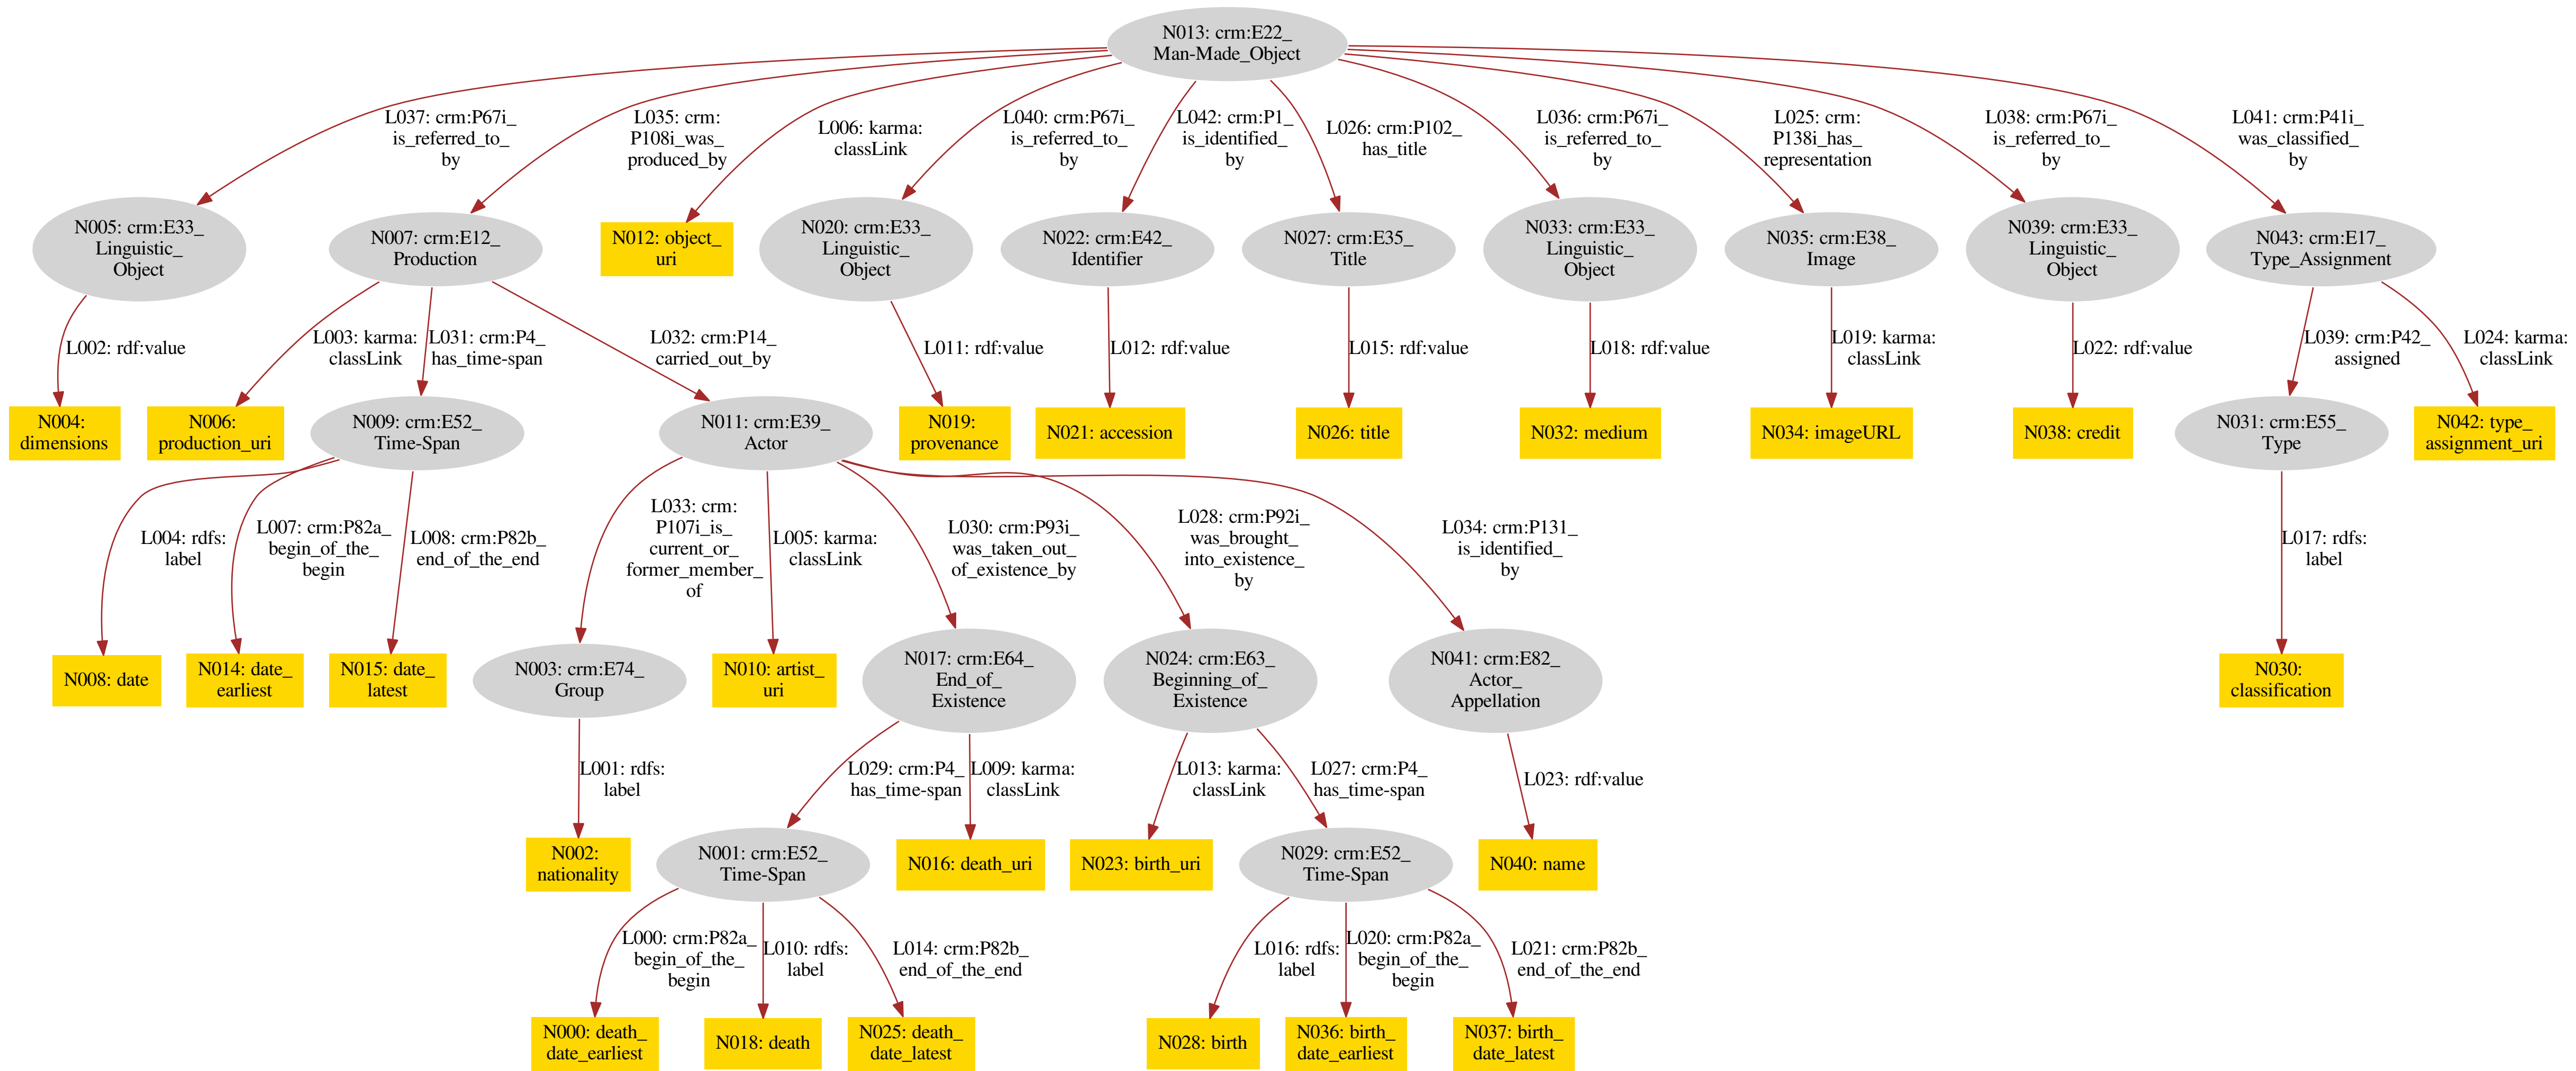 N013: crm:E22_
Man-Made_Object
L037: crm:P67i_
is_referred_to_
by
L035: crm:
P108i_was_
produced_by
L006: karma:
classLink
L040: crm:P67i_
is_referred_to_
by
L042: crm:P1_
is_identified_
by
L026: crm:P102_
has_title
L036: crm:P67i_
is_referred_to_
by
L025: crm:
P138i_has_
representation
L038: crm:P67i_
is_referred_to_
by
L041: crm:P41i_
was_classified_
by
N005: crm:E33_
Linguistic_
Object
N007: crm:E12_
Production
N012: object_
uri
N020: crm:E33_
Linguistic_
Object
N022: crm:E42_
Identifier
N027: crm:E35_
Title
N033: crm:E33_
Linguistic_
Object
N035: crm:E38_
Image
N039: crm:E33_
Linguistic_
Object
N043: crm:E17_
Type_Assignment
L002: rdf:value
L003: karma:
classLink
L031: crm:P4_
has_time-span
L032: crm:P14_
carried_out_by
L011: rdf:value
L012: rdf:value
L015: rdf:value
L018: rdf:value
L019: karma:
classLink
L022: rdf:value
L039: crm:P42_
assigned
L024: karma:
classLink
N004:
dimensions
N006:
production_uri
N009: crm:E52_
Time-Span
N011: crm:E39_
Actor
N019:
provenance
N021: accession
N026: title
N032: medium
N034: imageURL
N038: credit
N031: crm:E55_
Type
N042: type_
assignment_uri
L004: rdfs:
label
L007: crm:P82a_
begin_of_the_
begin
L008: crm:P82b_
end_of_the_end
L033: crm:
P107i_is_
current_or_
former_member_
of
L005: karma:
classLink
L030: crm:P93i_
was_taken_out_
of_existence_by
L028: crm:P92i_
was_brought_
into_existence_
by
L034: crm:P131_
is_identified_
by
L017: rdfs:
label
N008: date
N014: date_
earliest
N015: date_
latest
N003: crm:E74_
Group
N010: artist_
uri
N017: crm:E64_
End_of_
Existence
N024: crm:E63_
Beginning_of_
Existence
N041: crm:E82_
Actor_
Appellation
N030:
classification
L001: rdfs:
label
L029: crm:P4_
has_time-span
L009: karma:
classLink
L013: karma:
classLink
L027: crm:P4_
has_time-span
L023: rdf:value
N002:
nationality
N001: crm:E52_
Time-Span
N016: death_uri
N023: birth_uri
N029: crm:E52_
Time-Span
N040: name
L000: crm:P82a_
begin_of_the_
begin
L010: rdfs:
label
L014: crm:P82b_
end_of_the_end
L016: rdfs:
label
L020: crm:P82a_
begin_of_the_
begin
L021: crm:P82b_
end_of_the_end
N000: death_
date_earliest
N018: death
N025: death_
date_latest
N028: birth
N036: birth_
date_earliest
N037: birth_
date_latest